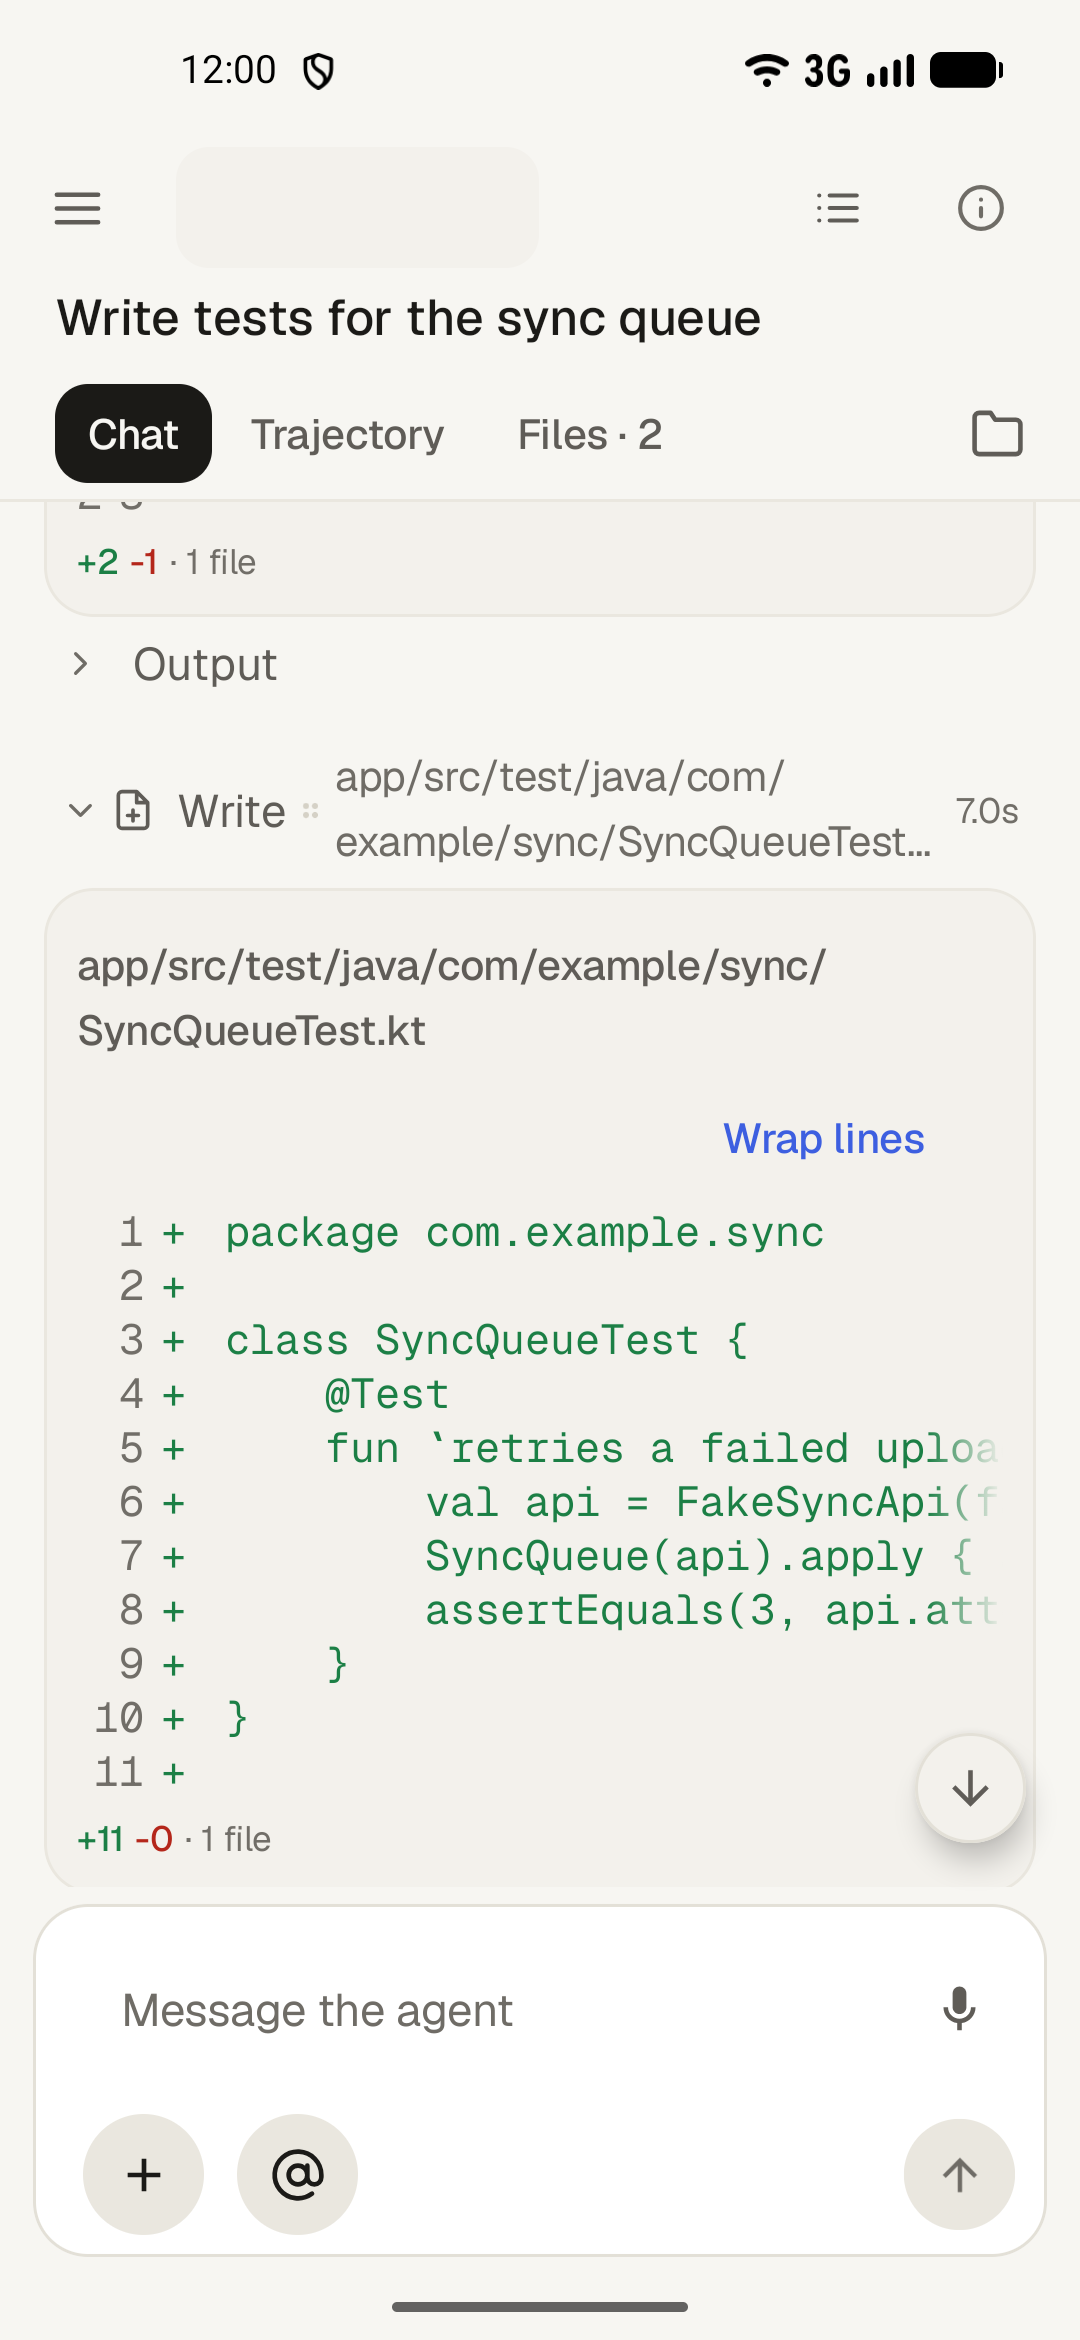 12:00
3G
Write tests for the sync queue
Chat
Trajectory
Files · 2
+2 -1 · 1 file
Output
Write
app/src/test/java/com/
example/sync/SyncQueueTest...
7.0s
app/src/test/java/com/example/sync/
SyncQueueTest.kt
Wrap lines
1 + package com.example.sync
2 +
3 + class SyncQueueTest {
4 +     @Test
5 +     fun `retries a failed uploa
6 +         val api = FakeSyncApi(f
7 +         SyncQueue(api).apply {
8 +         assertEquals(3, api.att
9 +     }
10 + }
11 +
+11 -0 · 1 file
Message the agent